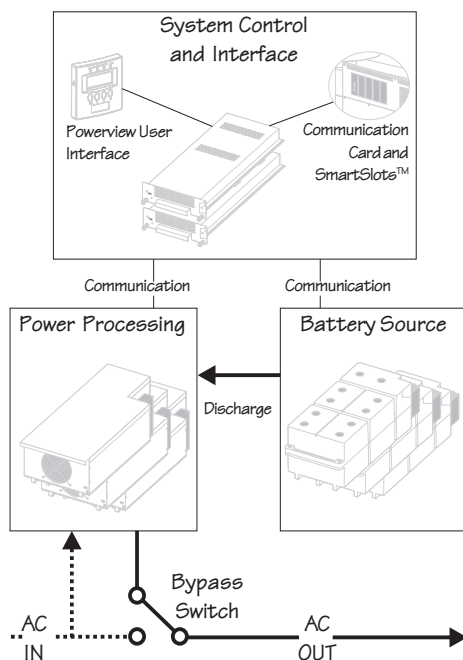 System Control
and Interface
Powerview User
Interface
Communication
Card and
SmartSlots™
Communication
Communication
Power Processing
Battery Source
Discharge
Bypass
Switch
AC
IN
AC
OUT